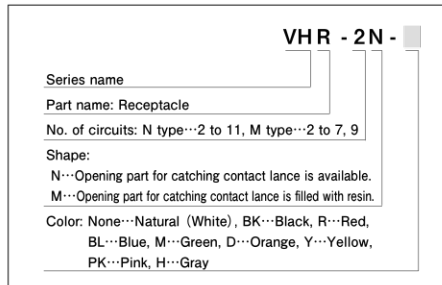 VHR - 2N -
Series name
Part name: Receptacle
No. of circuits: N type···2 to 11, M type···2 to 7, 9
Shape:
N···Opening part for catching contact lance is available.
M···Opening part for catching contact lance is filled with resin.
Color: None···Natural (White), BK···Black, R···Red,
BL···Blue, M···Green, D···Orange, Y···Yellow,
PK···Pink, H···Gray